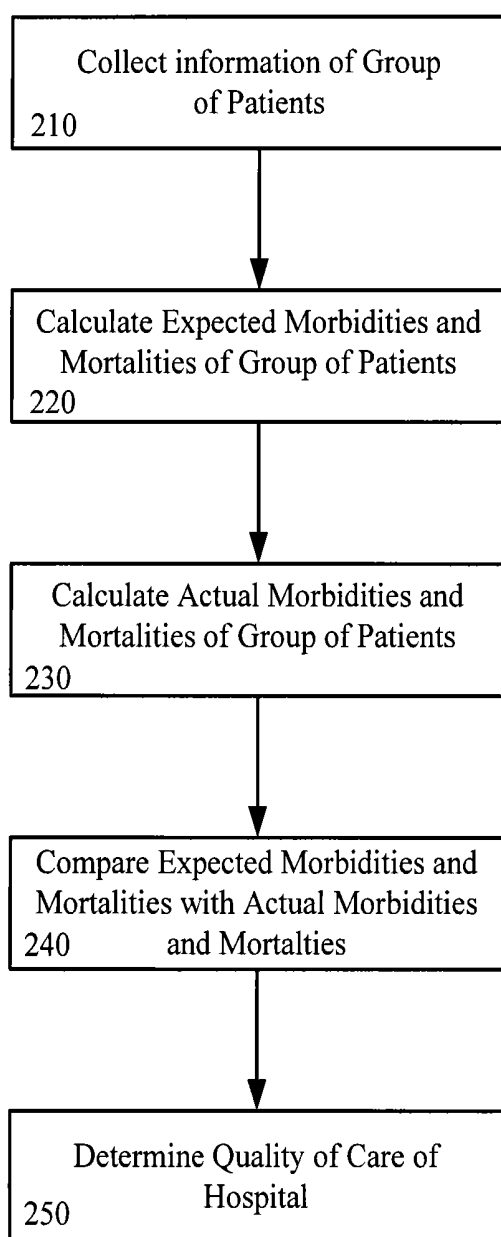 Collect information of Group
of Patients
210
Calculate Expected Morbidities and
Mortalities of Group of Patients
220
Calculate Actual Morbidities and
Mortalities of Group of Patients
230
Compare Expected Morbidities and
Mortalities with Actual Morbidities
240 and Mortalties
Determine Quality of Care of
Hospital
250